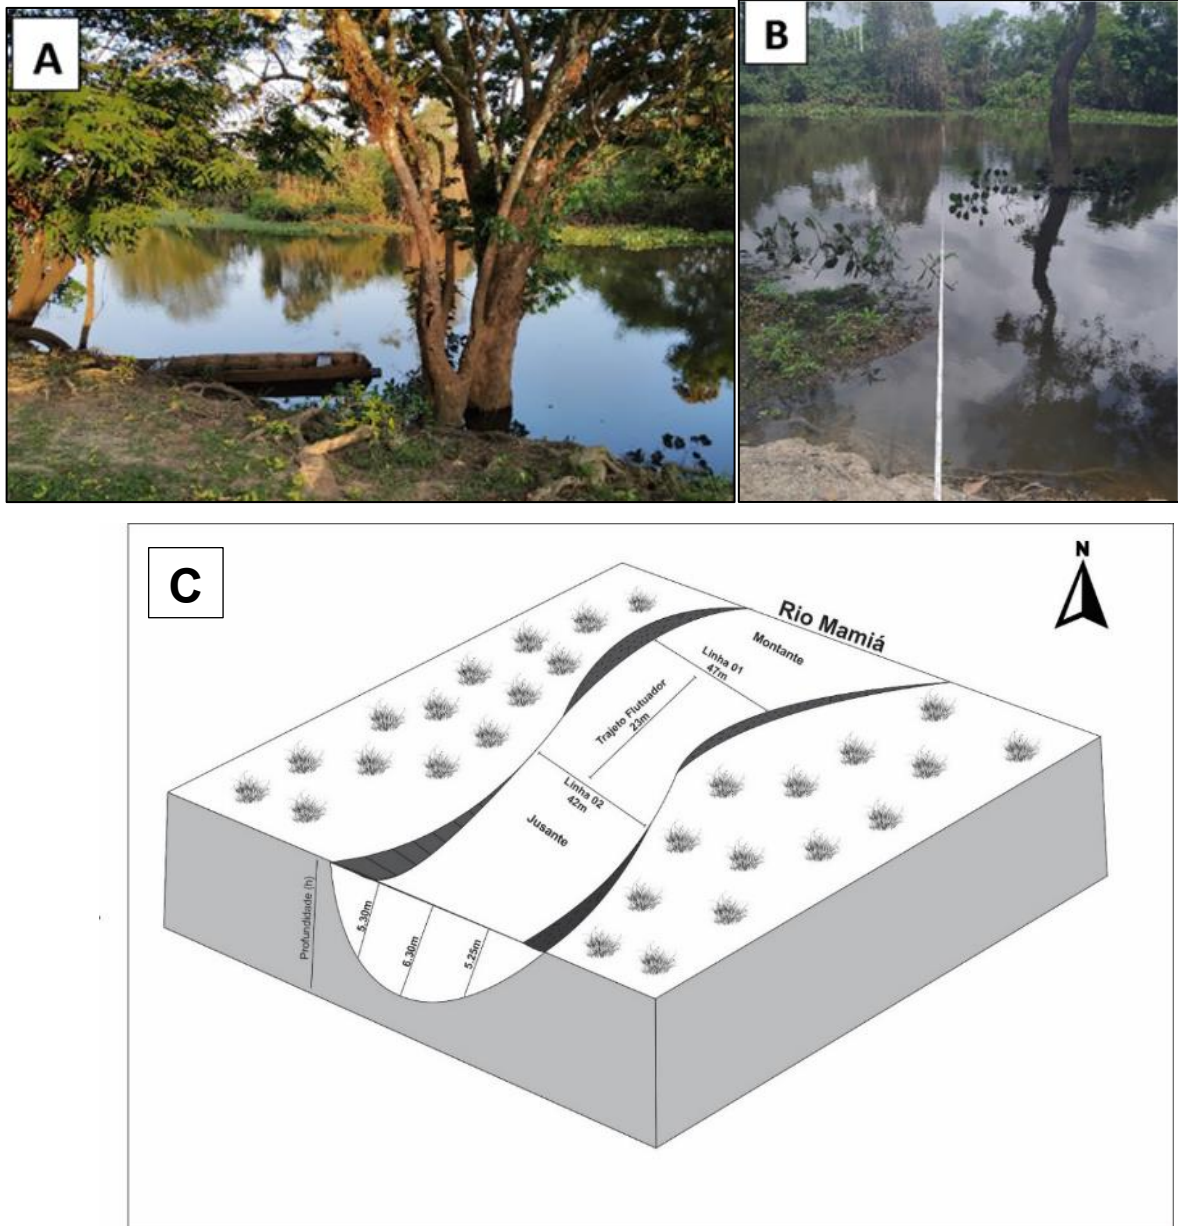 A
B
C
N
Rio Mamiá
Montante
Linha 01
47m
Trajeto Flutuador
23m
Linha 02
42m
Jusante
Profundidade (h)
5.30m
6.30m
5.25m